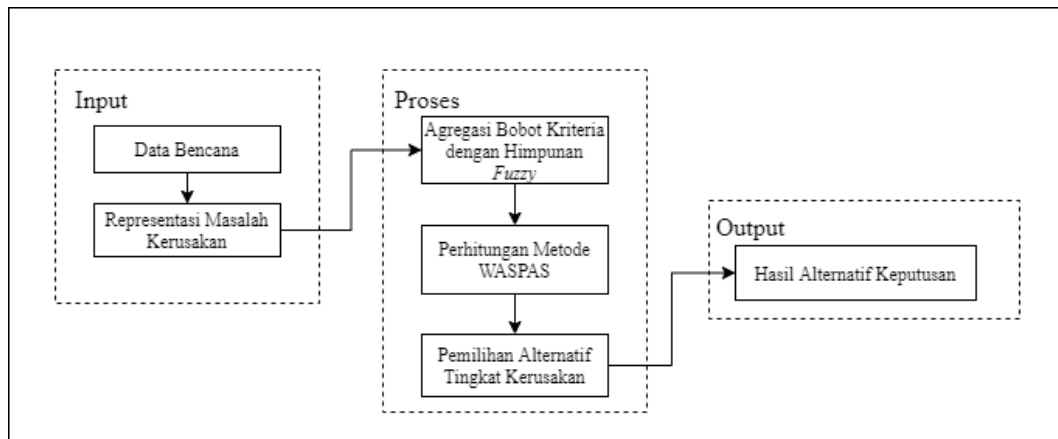 Input
Data Bencana
Representasi Masalah
Kerusakan
Proses
Agregasi Bobot Kriteria
dengan Himpunan
Fuzzy
Perhitungan Metode
WASPAS
Pemilihan Alternatif
Tingkat Kerusakan
Output
Hasil Alternatif Keputusan